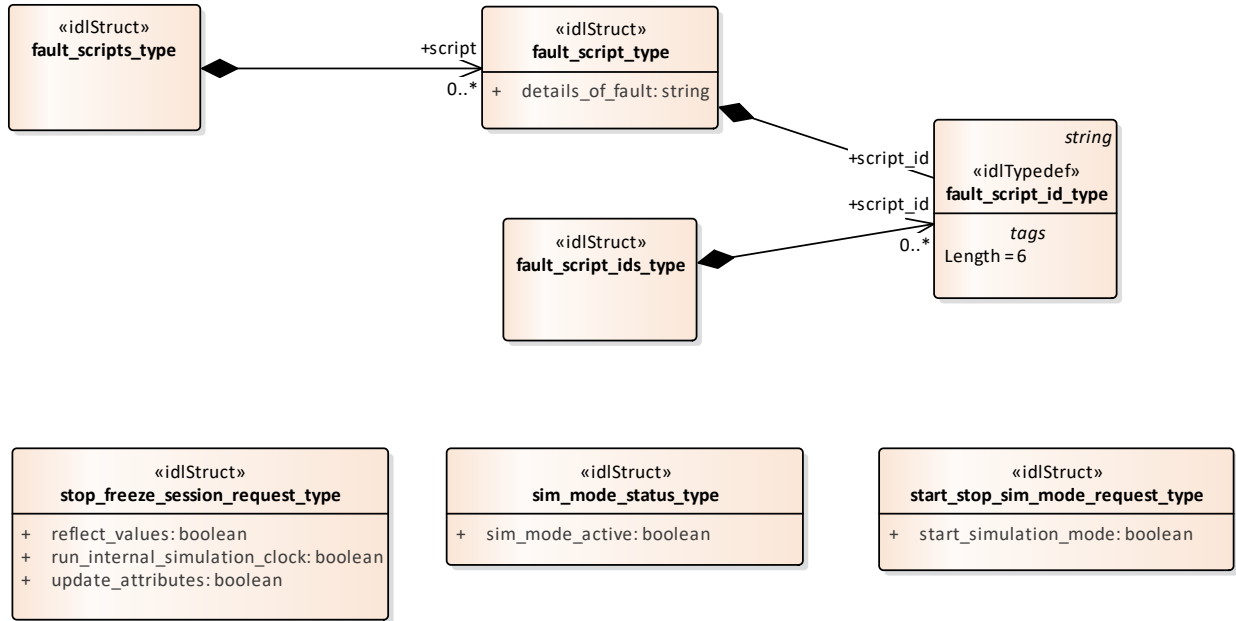 «idlStruct»
fault_scripts_type
+script
0..*
«idlStruct»
fault_script_type
+ details_of_fault: string
+script_id
string
«idlTypedef»
fault_script_id_type
tags
Length = 6
+script_id
0..*
«idlStruct»
fault_script_ids_type
«idlStruct»
stop_freeze_session_request_type
+ reflect_values: boolean
+ run_internal_simulation_clock: boolean
+ update_attributes: boolean
«idlStruct»
sim_mode_status_type
+ sim_mode_active: boolean
«idlStruct»
start_stop_sim_mode_request_type
+ start_simulation_mode: boolean